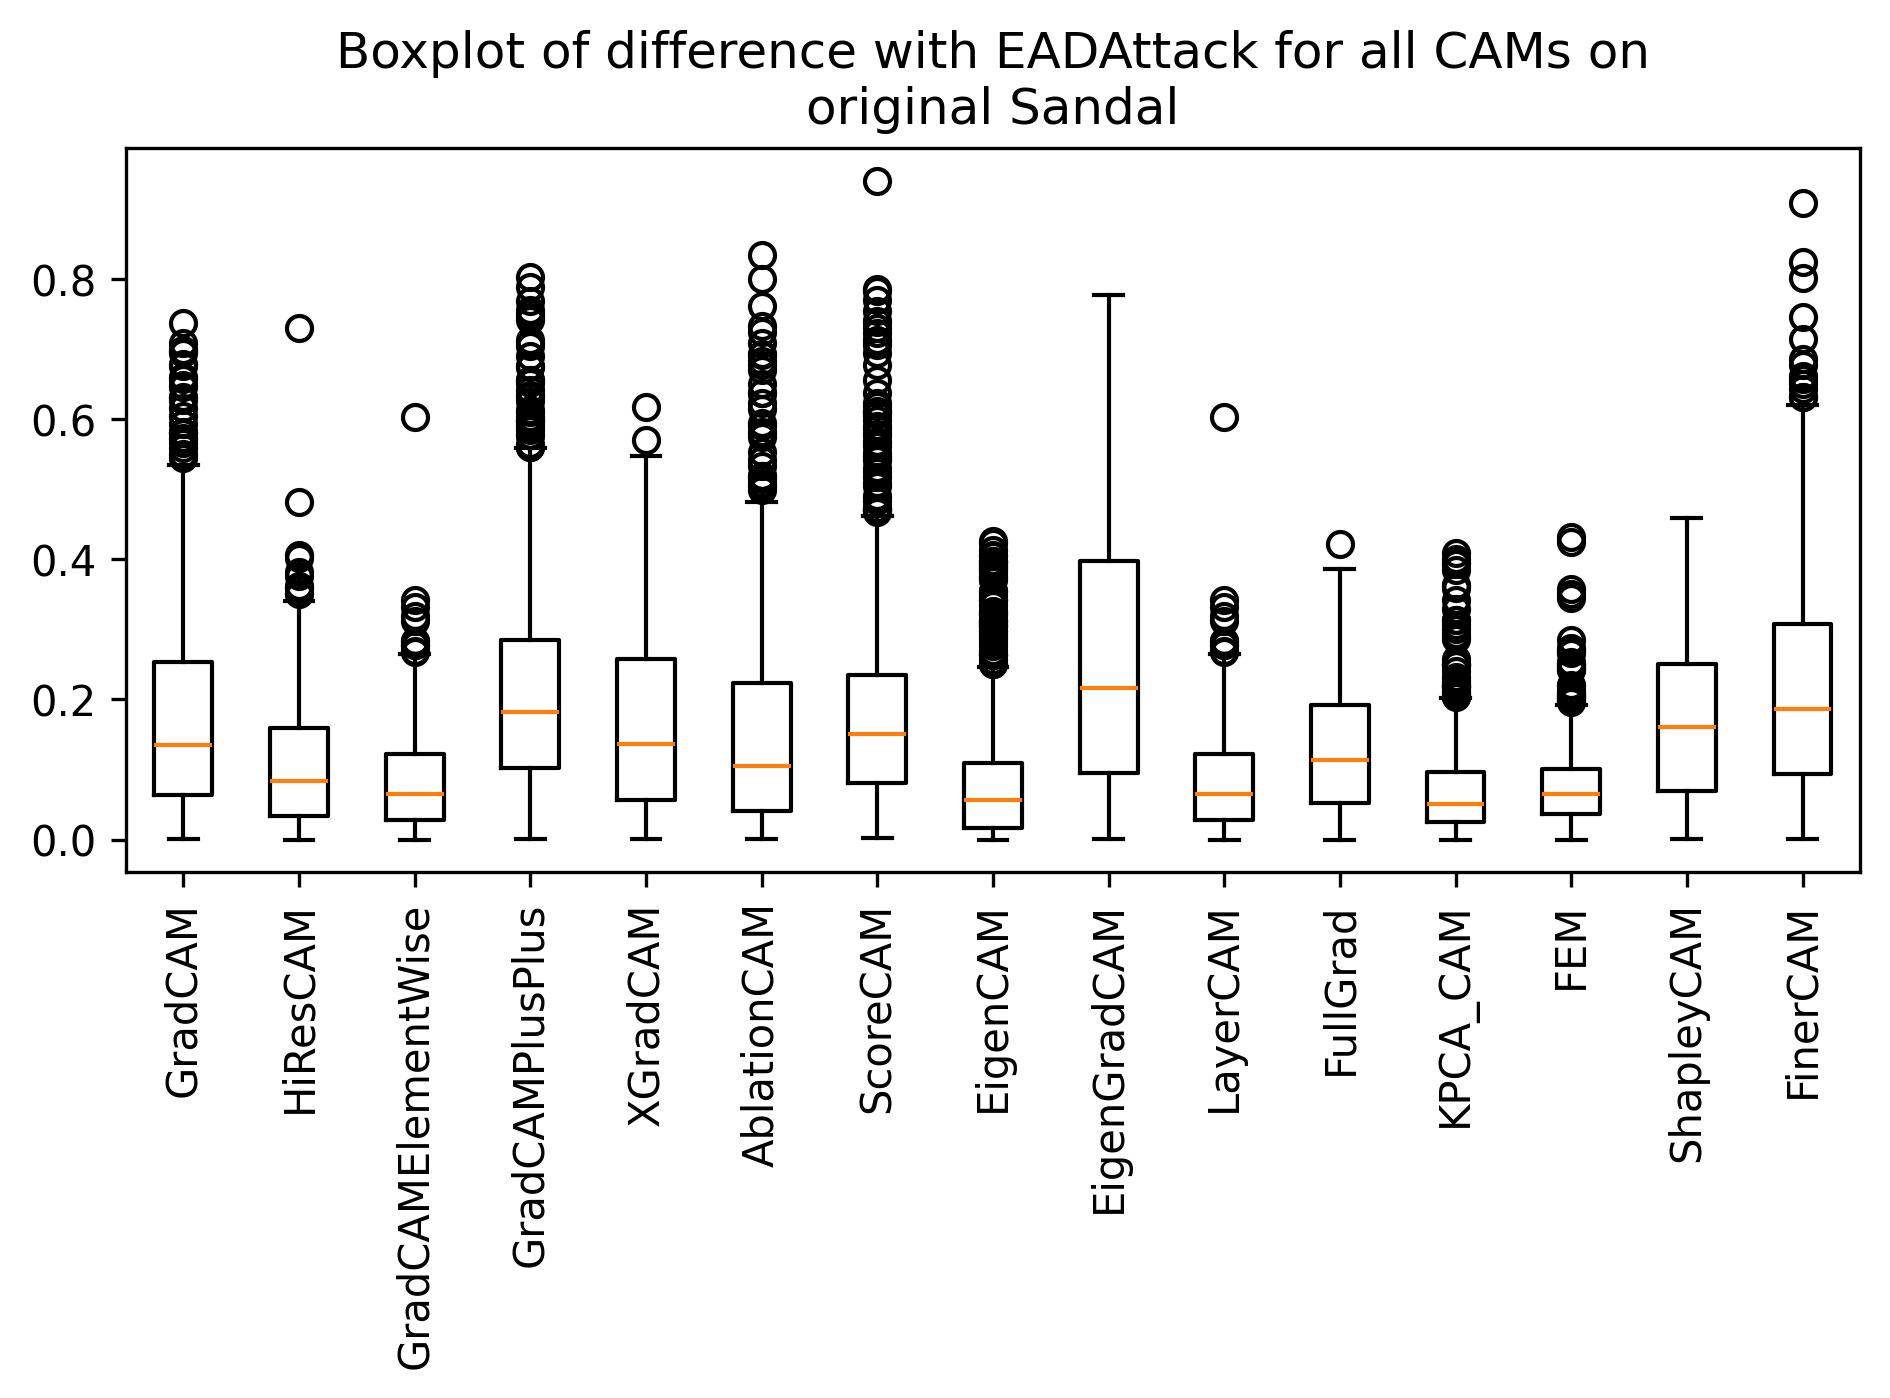 Boxplot of difference with EADAttack for all CAMs on
original Sandal
0.8
0.6
0.4
0.2
0.0
GradCAM
HiResCAM
GradCAMElementWise
GradCAMPlusPlus
XGradCAM
AblationCAM
ScoreCAM
EigenCAM
EigenGradCAM
LayerCAM
FullGrad
KPCA_CAM
FEM
ShapleyCAM
FinerCAM